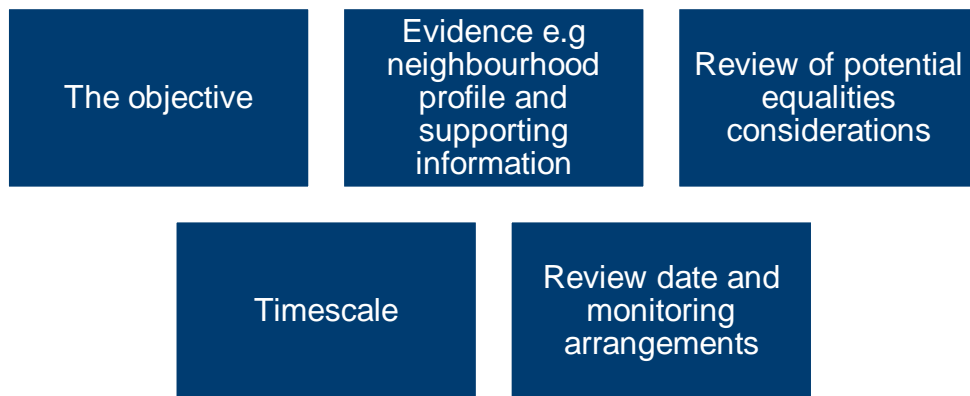 The objective
Evidence e.g
neighbourhood
profile and
supporting
information
Review of potential
equalities
considerations
Timescale
Review date and
monitoring
arrangements